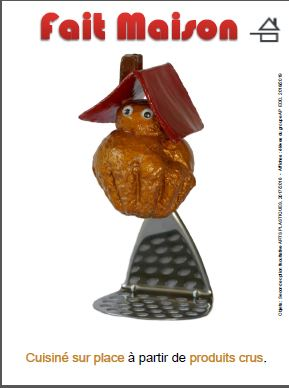 Fait Maison
Cuisiné sur place à partir de produits crus.